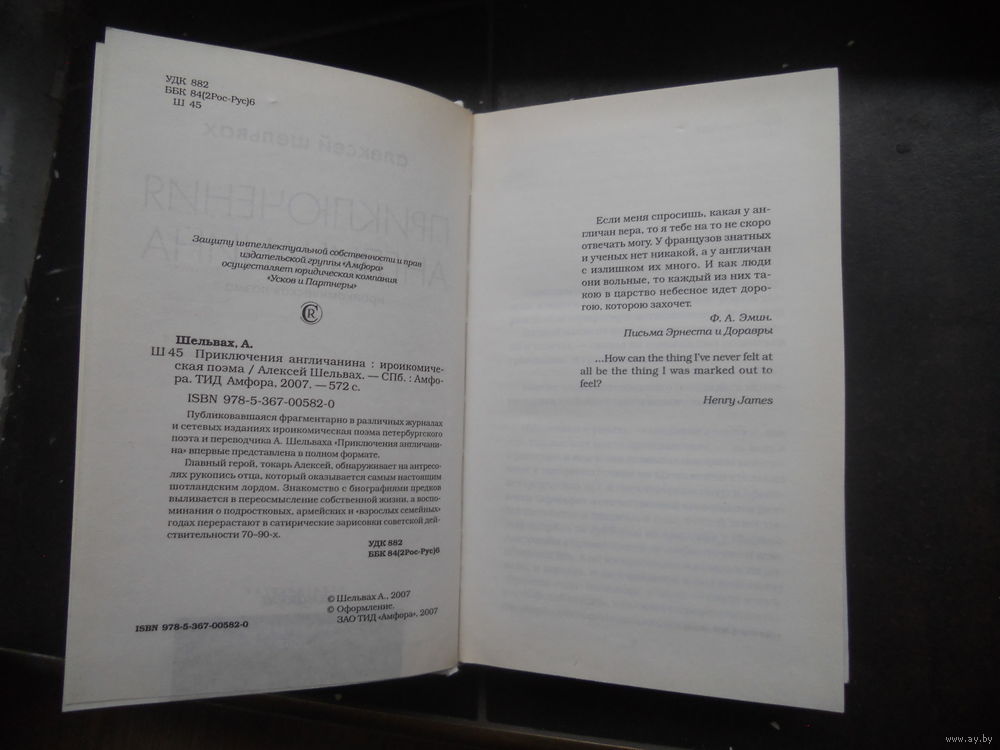 УДК 882
ББК 84(2Рос-Рус)6
Ш 45
Защиту интеллектуальной собственности и прав
издательской группы «Амфора»
осуществляет юридическая компания
«Усков и Партнеры»
CR
Шельвах, А.
Ш 45 Приключения англичанина : ироикомиче-
ская поэма / Алексей Шельвах. — СПб. : Амфо-
ра. ТИД Амфора, 2007. — 572 с.
ISBN 978-5-367-00582-0
Публиковавшаяся фрагментарно в различных журналах
и сетевых изданиях ироикомическая поэма петербургского
поэта и переводчика А. Шельваха «Приключения англичани-
на» впервые представлена в полном формате.
Главный герой, токарь Алексей, обнаруживает на антресо-
лях рукопись отца, который оказывается самым настоящим
шотландским лордом. Знакомство с биографиями предков
выливается в переосмысление собственной жизни, а воспо-
минания о подростковых, армейских и «взрослых семейных»
годах перерастают в сатирические зарисовки советской дей-
ствительности 70–90-х.
УДК 882
ББК 84(2Рос-Рус)6
© Шельвах А., 2007
© Оформление.
ЗАО ТИД «Амфора», 2007
ISBN 978-5-367-00582-0
Если меня спросишь, какая у ан-
гличан вера, то я тебе на то не скоро
отвечать могу. У французов знатных
и ученых нет никакой, а у англичан
с излишком их много. И как люди
они вольные, то каждый из них та-
кою в царство небесное идет доро-
гою, которою захочет.
Ф. А. Эмин.
Письма Эрнеста и Доравры
...How can the thing I've never felt at
all be the thing I was marked out to
feel?
Henry James
www.ay.by